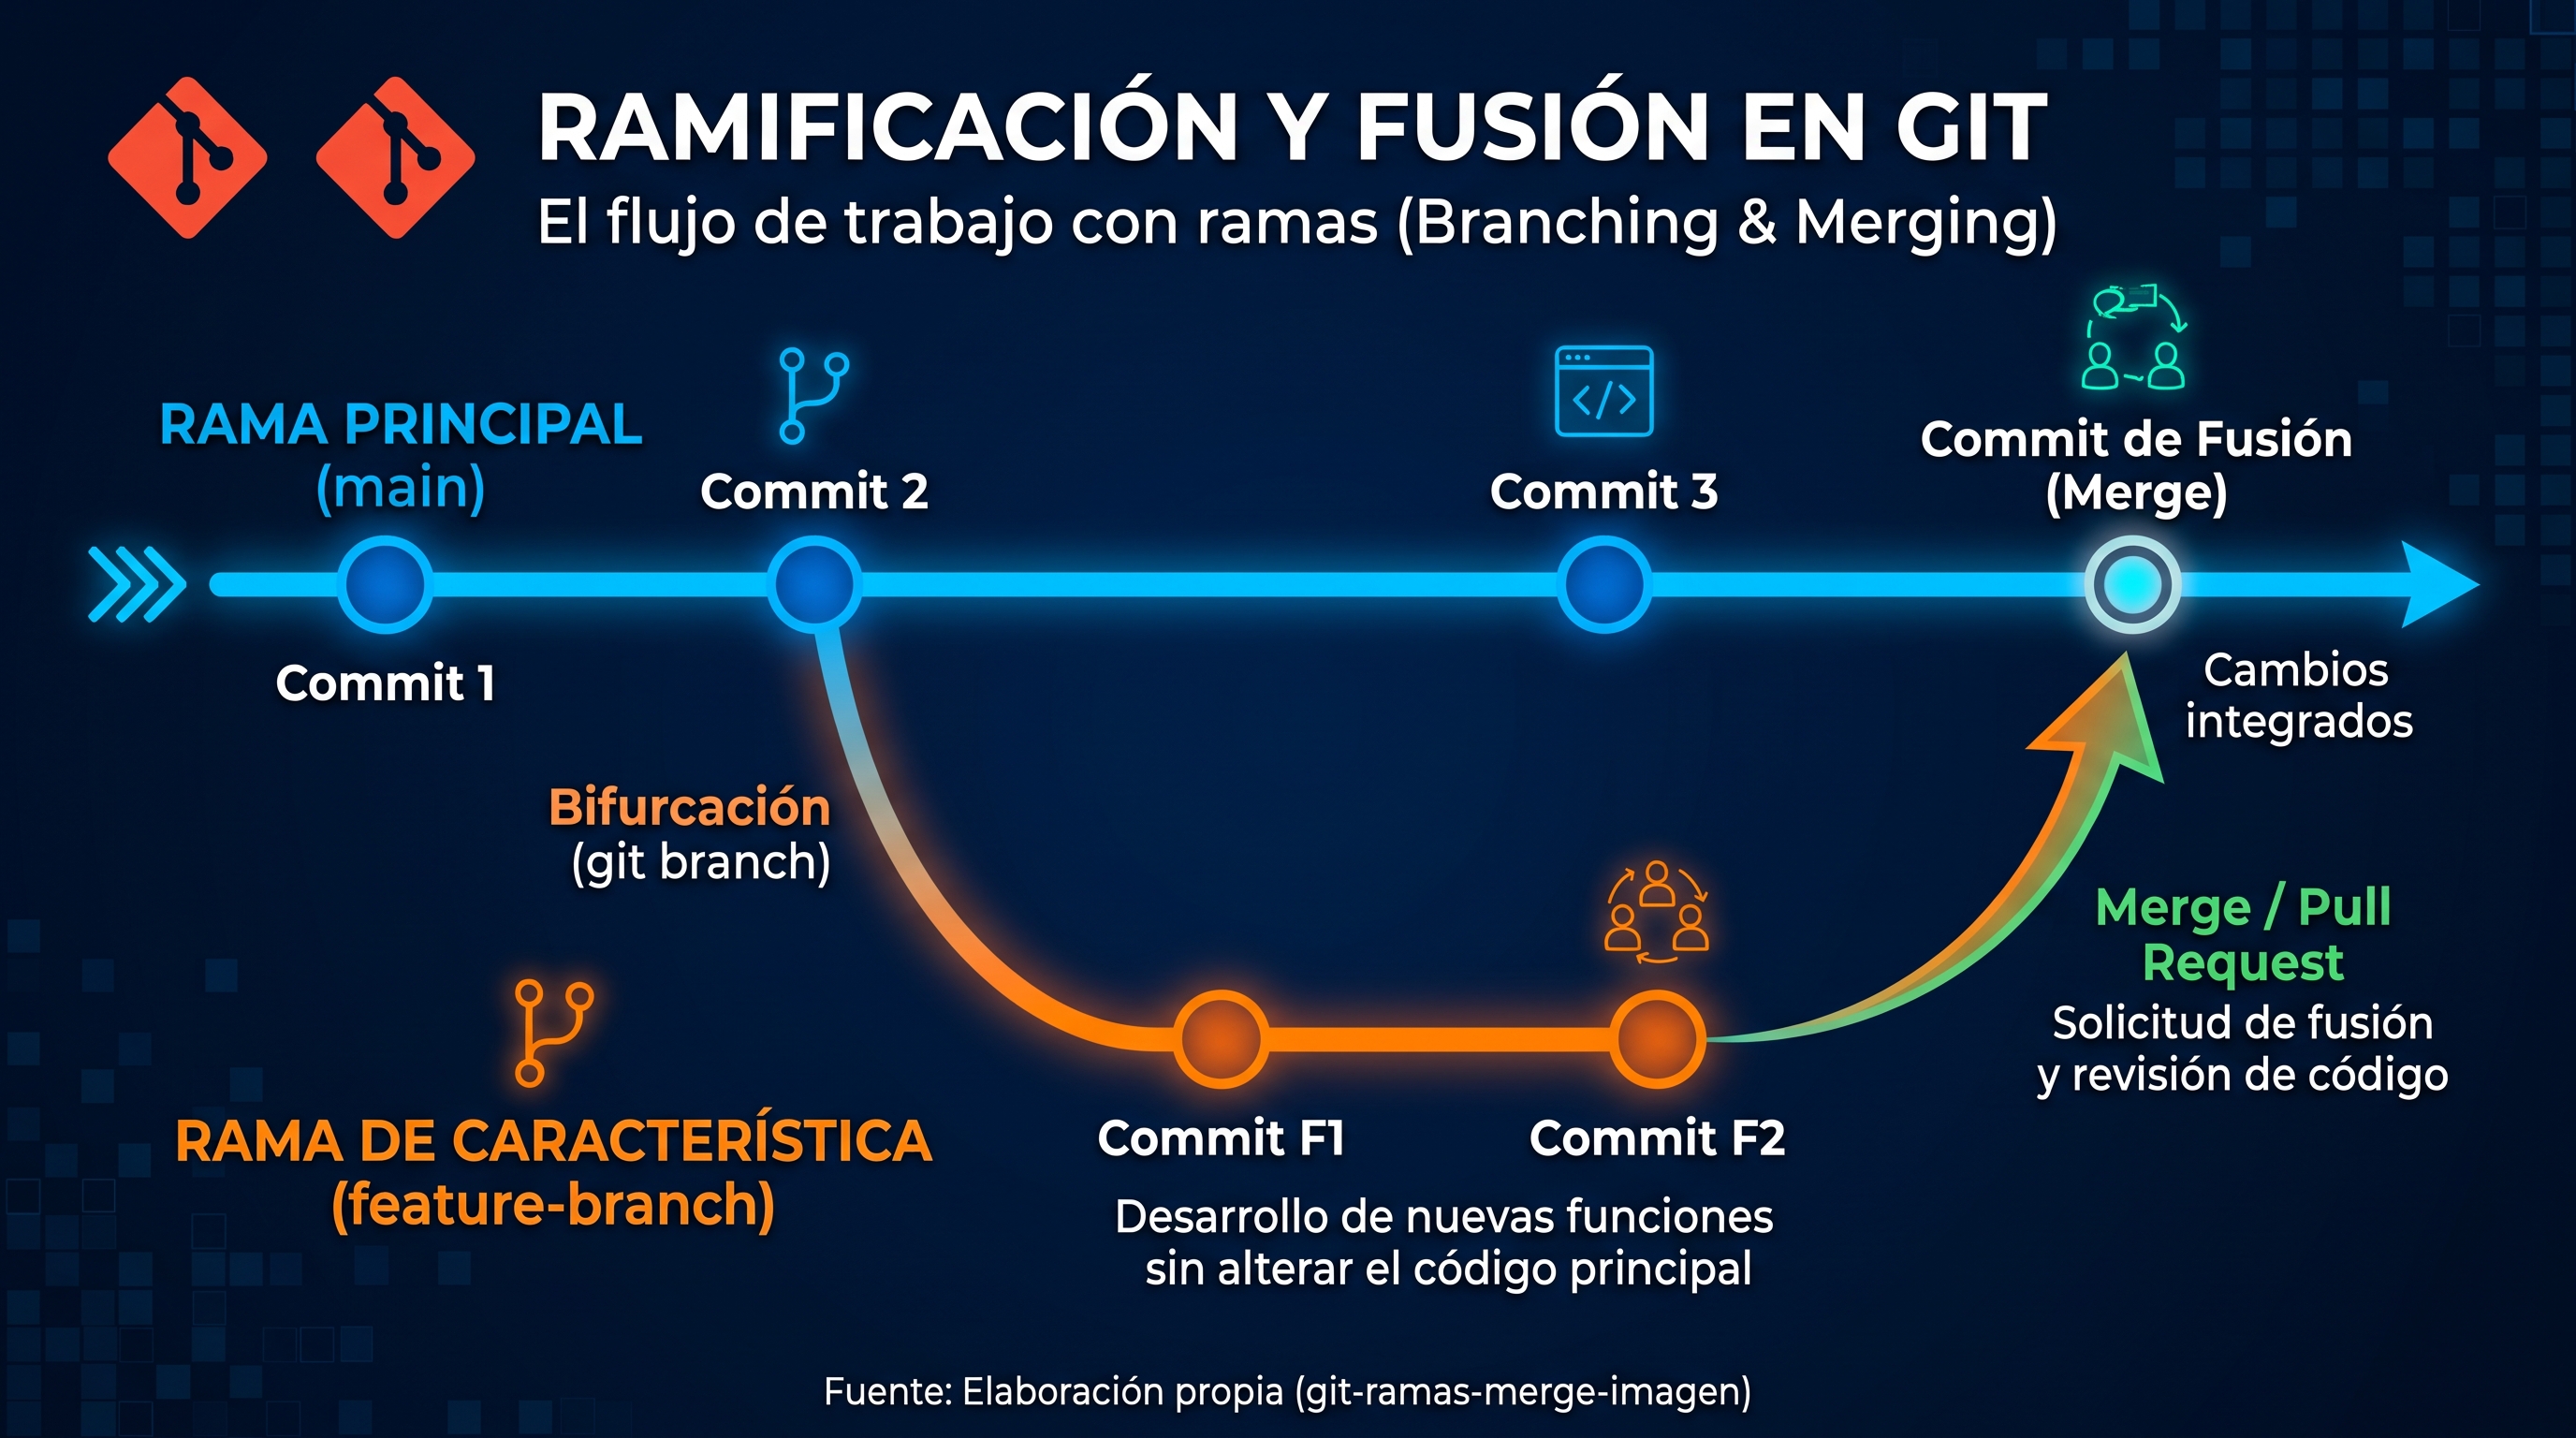 RAMIFICACIÓN Y FUSIÓN EN GIT
El flujo de trabajo con ramas (Branching & Merging)
RAMA PRINCIPAL
(main)
Commit 1
Commit 2
Commit 3
Commit de Fusión
(Merge)
Cambios
integrados
Bifurcación
(git branch)
Merge / Pull
Request
Solicitud de fusión
y revisión de código
RAMA DE CARACTERÍSTICA
(feature-branch)
Commit F1
Commit F2
Desarrollo de nuevas funciones
sin alterar el código principal
Fuente: Elaboración propia (git-ramas-merge-imagen)